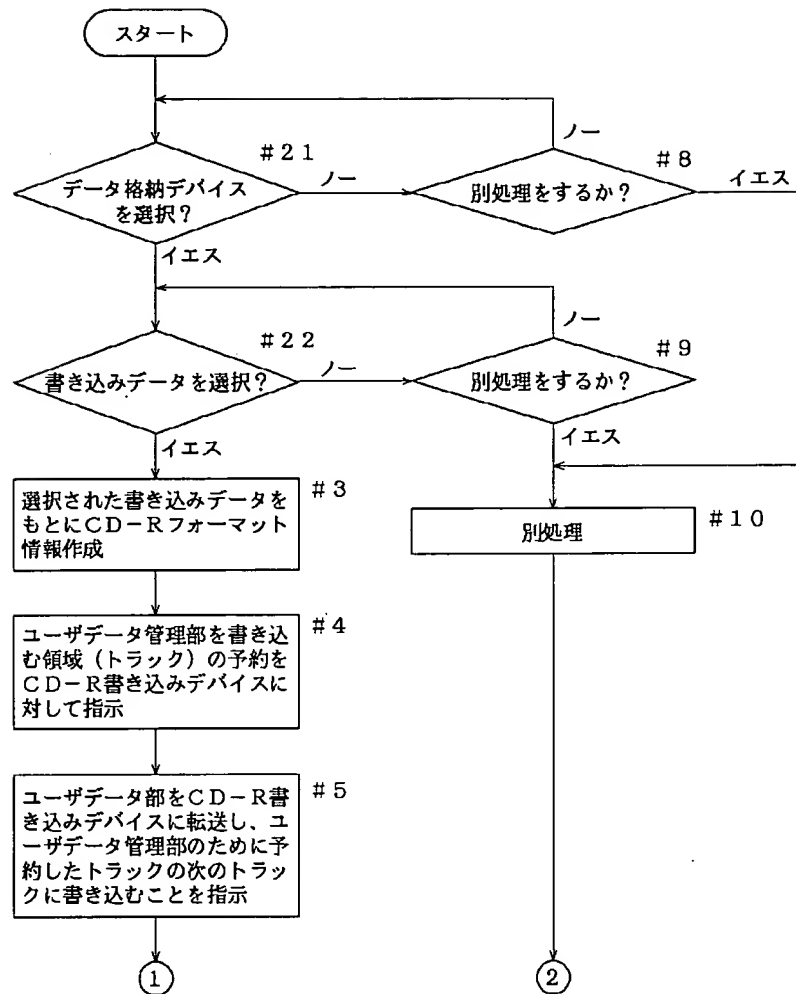 スタート
ノー
#21
#8
データ格納デバイス
を選択?
ノー
別処理をするか?
イエス
イエス
ノー
#22
#9
書き込みデータを選択?
ノー
別処理をするか?
イエス
イエス
選択された書き込みデータを
もとにCD-Rフォーマット
情報作成
#3
別処理
#10
ユーザデータ管理部を書き込
む領域(トラック)の予約を
CD-R書き込みデバイスに
対して指示
#4
ユーザデータ部をCD-R書
き込みデバイスに転送し、ユ
ーザデータ管理部のために予
約したトラックの次のトラッ
クに書き込むことを指示
#5
①
②